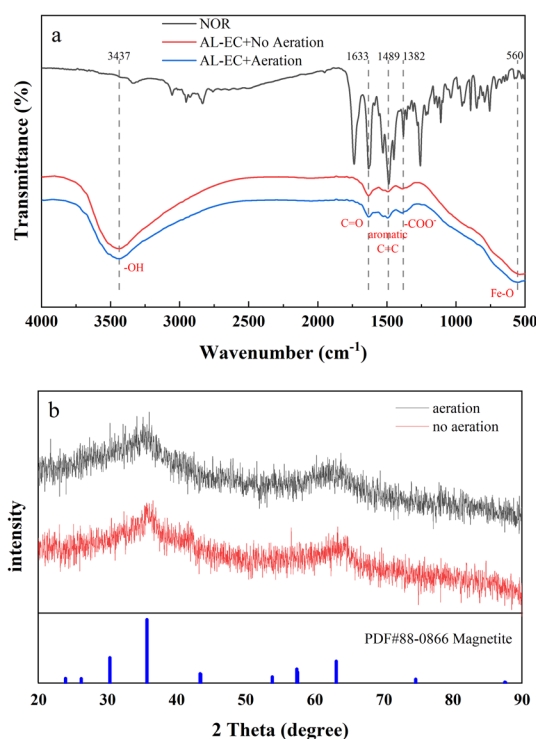 a
NOR
AL-EC+No Aeration
AL-EC+Aeration
3437
1633
1489
1382
560
C=O
aromatic
C=C
-COO-
-OH
Fe-O
Transmittance (%)
4000 3500 3000 2500 2000 1500 1000 500
Wavenumber (cm-1)
b
aeration
no aeration
intensity
PDF#88-0866 Magnetite
20 30 40 50 60 70 80 90
2 Theta (degree)